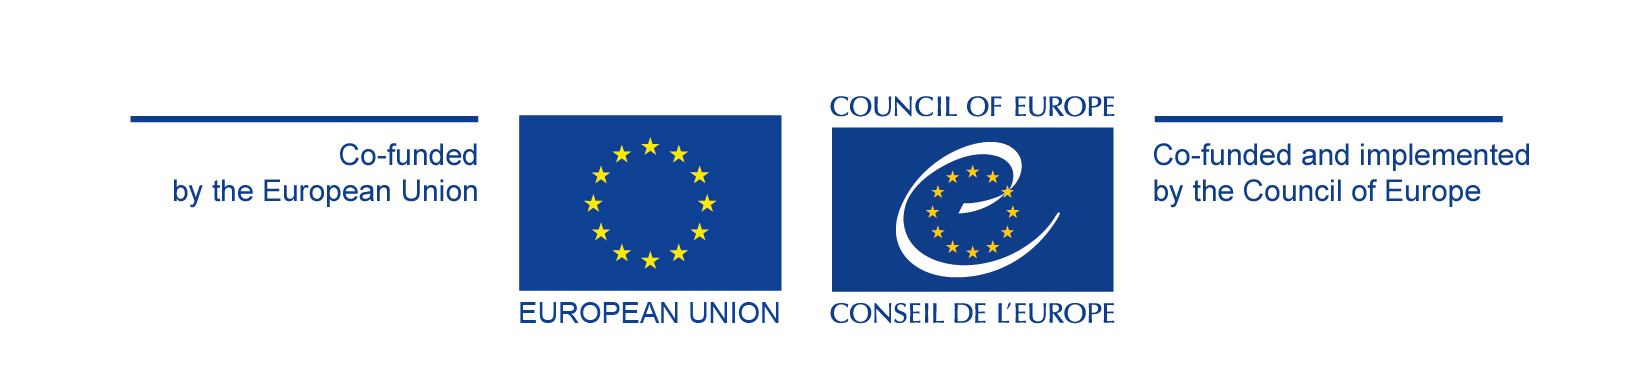 Co-funded
by the European Union
EUROPEAN UNION
COUNCIL OF EUROPE
CONSEIL DE L'EUROPE
Co-funded and implemented
by the Council of Europe